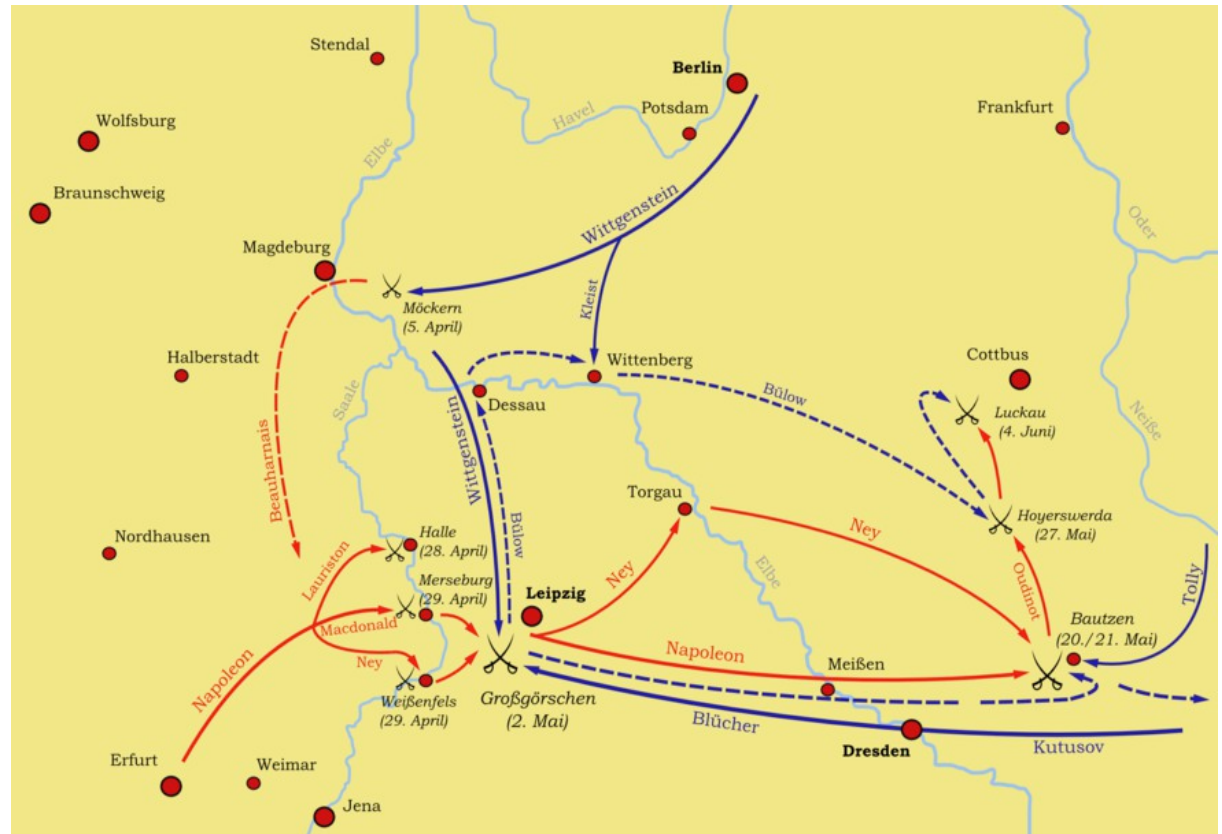 Stendal
Berlin
Wolfsburg
Havel
Potsdam
Frankfurt
Elbe
Braunschweig
Wittgenstein
Oder
Magdeburg
Kleist
Möckern
(5. April)
Halberstadt
Wittenberg
Cottbus
Saale
Dessau
Bülow
Luckau
(4. Juni)
Neiße
Beauharnais
Wittgenstein
Torgau
Nordhausen
Halle
(28. April)
Bülow
Ney
Hoyerswerda
(27. Mai)
Lauriston
Merseburg
(29. April)
Ney
Elbe
Oudinot
Tolly
Macdonald
Leipzig
Bautzen
(20./21. Mai)
Napoleon
Ney
Napoleon
Meißen
Weißenfels
(29. April)
Großgörschen
(2. Mai)
Blücher
Dresden
Kutusov
Erfurt
Weimar
Jena